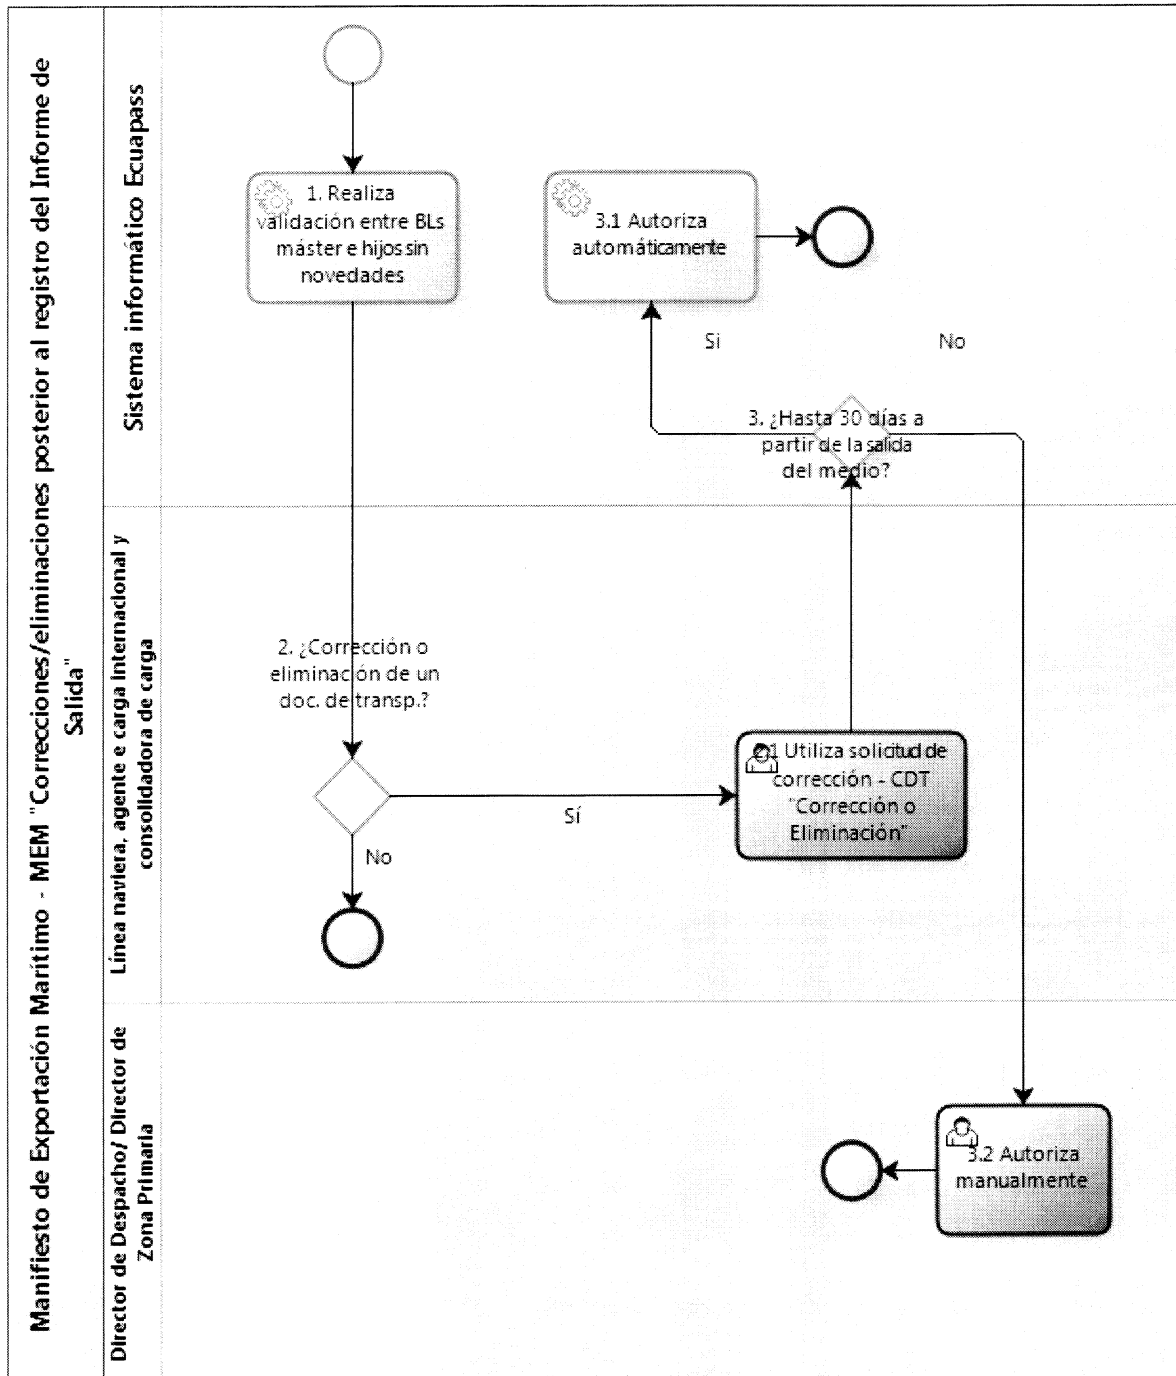 Manifiesto de Exportación Marítimo - MEM "Correcciones/eliminaciones posterior al registro del Informe de
Salida"
Sistema informático Ecuapass
1. Realiza
validación entre BLs
máster e hijos sin
novedades
3.1 Autoriza
automáticamente
Si
No
3. ¿Hasta 30 días a
partir de la salida
del medio?
Línea naviera, agente e carga internacional y
consolidadora de carga
2. ¿Corrección o
eliminación de un
doc. de transp.?
Sí
No
2.1 Utiliza solicitud de
corrección - CDT
"Corrección o
Eliminación"
Director de Despacho/ Director de
Zona Primaria
3.2 Autoriza
manualmente